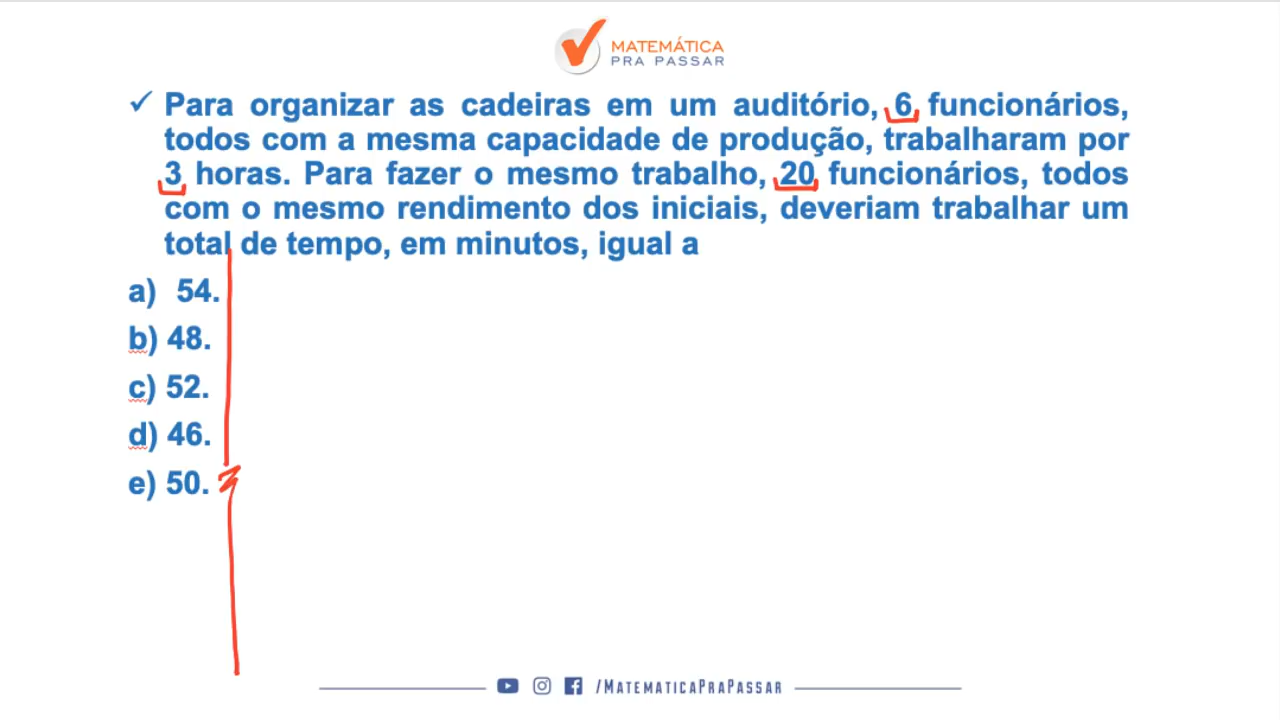 MATEMÁTICA
PRA PASSAR
✓ Para organizar as cadeiras em um auditório, 6 funcionários,
todos com a mesma capacidade de produção, trabalharam por
3 horas. Para fazer o mesmo trabalho, 20 funcionários, todos
com o mesmo rendimento dos iniciais, deveriam trabalhar um
total de tempo, em minutos, igual a
a) 54.
b) 48.
c) 52.
d) 46.
e) 50.
/MATEMATICAPRAPASSAR